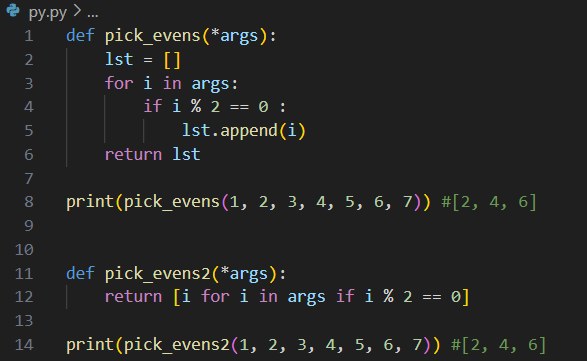 py.py > ...
1 def pick_evens(*args):
2     lst = []
3     for i in args:
4         if i % 2 == 0 :
5             lst.append(i)
6     return lst
7
8 print(pick_evens(1, 2, 3, 4, 5, 6, 7)) #[2, 4, 6]
9
10
11 def pick_evens2(*args):
12     return [i for i in args if i % 2 == 0]
13
14 print(pick_evens2(1, 2, 3, 4, 5, 6, 7)) #[2, 4, 6]